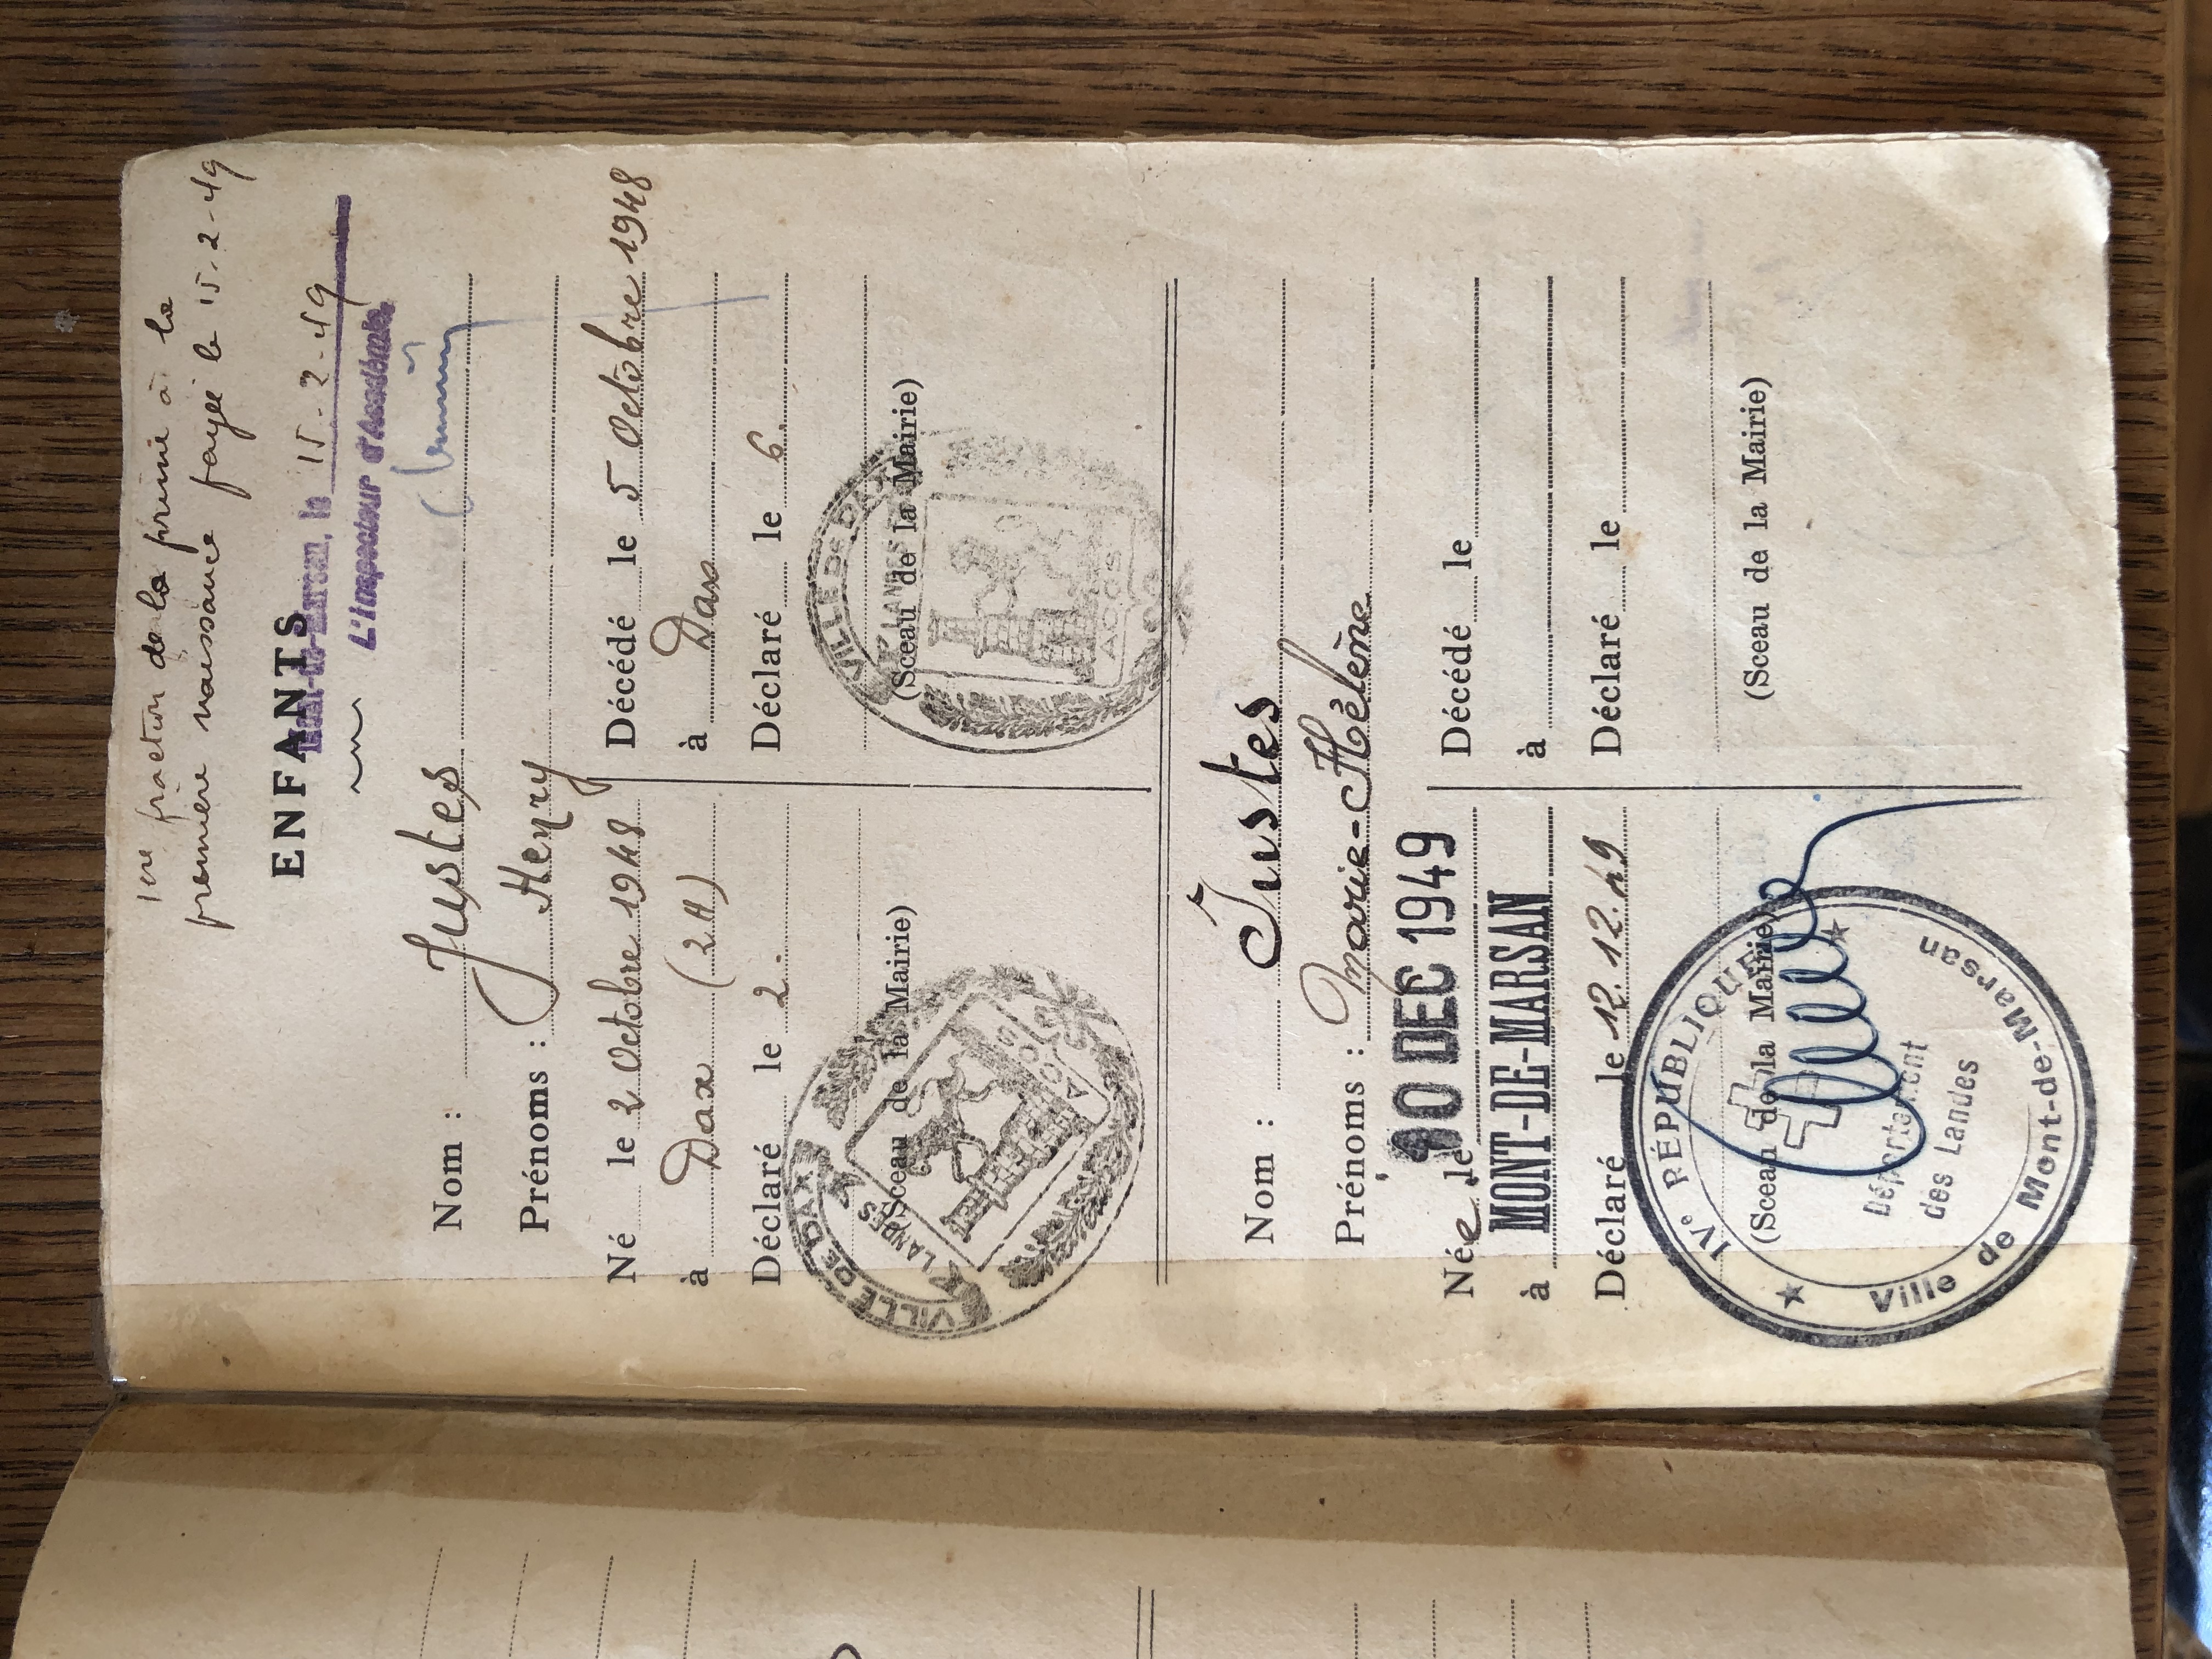 1ere fraction de la prime à la
première naissance payée le 15-2-49
ENFANTS
Mont-de-Marsan, le 15-2-49
L'Inspecteur d'Académie,
Nom : Justes
Prénoms : Henry
Né le 2 Octobre 1948
à Dax (2H)
Déclaré le 2.
(Sceau de la Mairie)
VILLE DE DAX
LANDES
Décédé le 5 Octobre 1948
à Dax
Déclaré le 6.
(Sceau de la Mairie)
VILLE DE DAX
LANDES
Nom : Justes
Prénoms : Marie-Hélène
Née le 10 DEC 1949
à MONT-DE-MARSAN
Déclaré le 12.12.49
(Sceau de la Mairie)
IVe RÉPUBLIQUE
Département
des Landes
Ville de Mont-de-Marsan
Décédé le
à
Déclaré le
(Sceau de la Mairie)